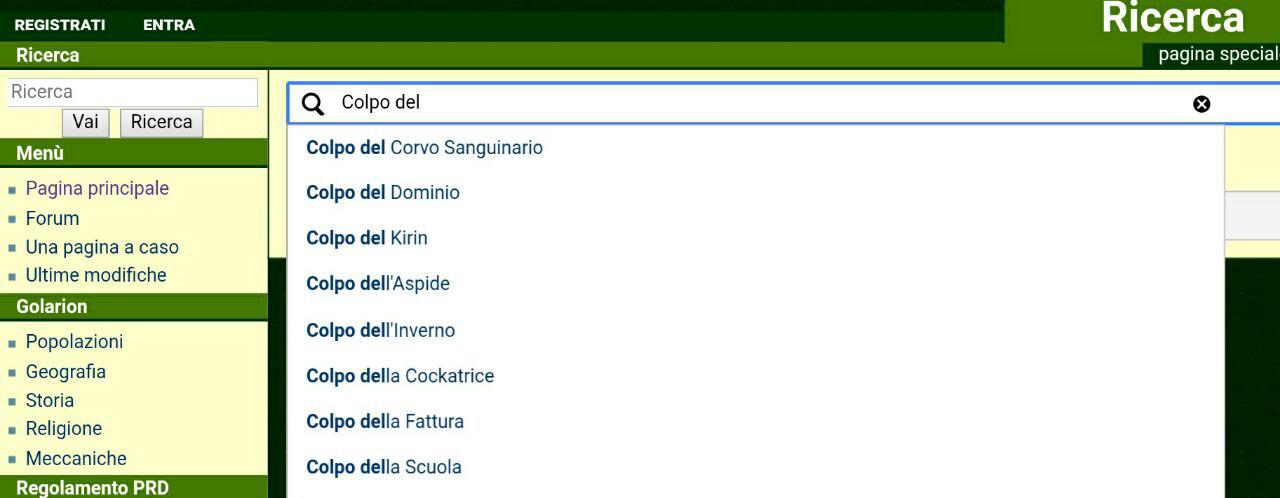 REGISTRATI ENTRA
Ricerca
Ricerca
pagina special
Ricerca
Vai Ricerca
Menù
Pagina principale
Forum
Una pagina a caso
Ultime modifiche
Golarion
Popolazioni
Geografia
Storia
Religione
Meccaniche
Regolamento PRD
Colpo del
Colpo del Corvo Sanguinario
Colpo del Dominio
Colpo del Kirin
Colpo dell'Aspide
Colpo dell'Inverno
Colpo della Cockatrice
Colpo della Fattura
Colpo della Scuola